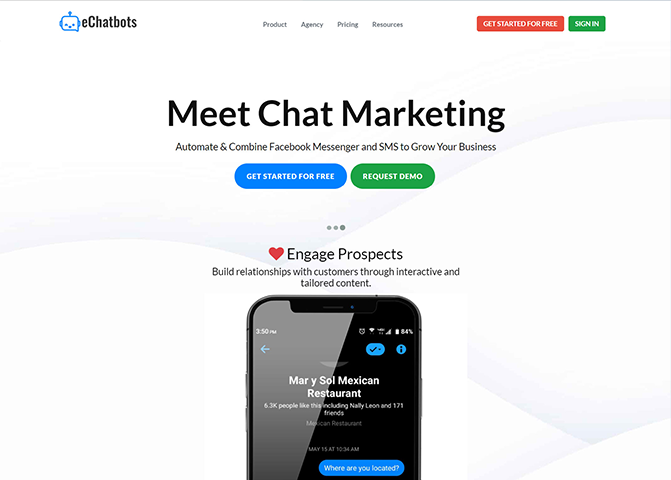 eChatbots
Product Agency Pricing Resources
GET STARTED FOR FREE SIGN IN
Meet Chat Marketing
Automate & Combine Facebook Messenger and SMS to Grow Your Business
GET STARTED FOR FREE REQUEST DEMO
Engage Prospects
Build relationships with customers through interactive and
tailored content.
3:50 PM 84%
Mar y Sol Mexican
Restaurant
6.3K people like this including Nally Leon and 171
friends
Mexican Restaurant
MAY 15 AT 10:34 AM
Where are you located?